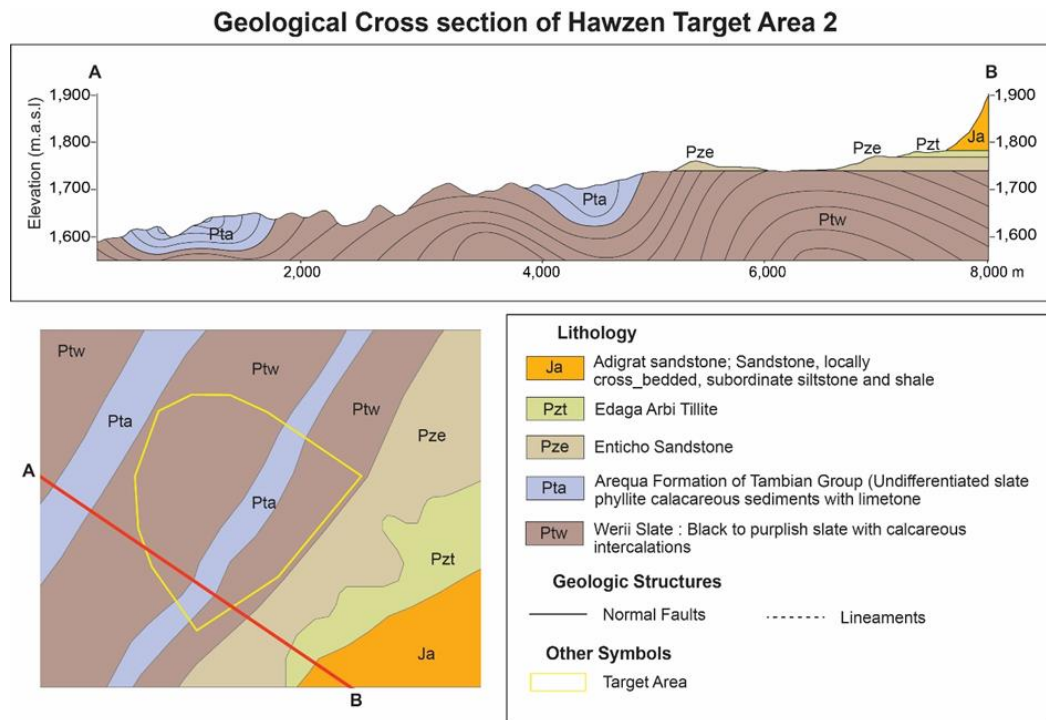 Geological Cross section of Hawzen Target Area 2
A
B
Elevation (m.a.s.l)
1,900
1,800
1,700
1,600
1,900
1,800
1,700
1,600
Pta
Pta
Pze
Pze
Pzt
Ja
Ptw
2,000
4,000
6,000
8,000 m
Ptw
Ptw
Ptw
Pta
Pze
A
Pta
Pzt
Ja
B
Lithology
Ja
Adigrat sandstone; Sandstone, locally
cross_bedded, subordinate siltstone and shale
Pzt
Edaga Arbi Tillite
Pze
Enticho Sandstone
Pta
Arequa Formation of Tambian Group (Undifferentiated slate
phyllite calacareous sediments with limetone
Ptw
Werii Slate : Black to purplish slate with calcareous
intercalations
Geologic Structures
Normal Faults
Lineaments
Other Symbols
Target Area